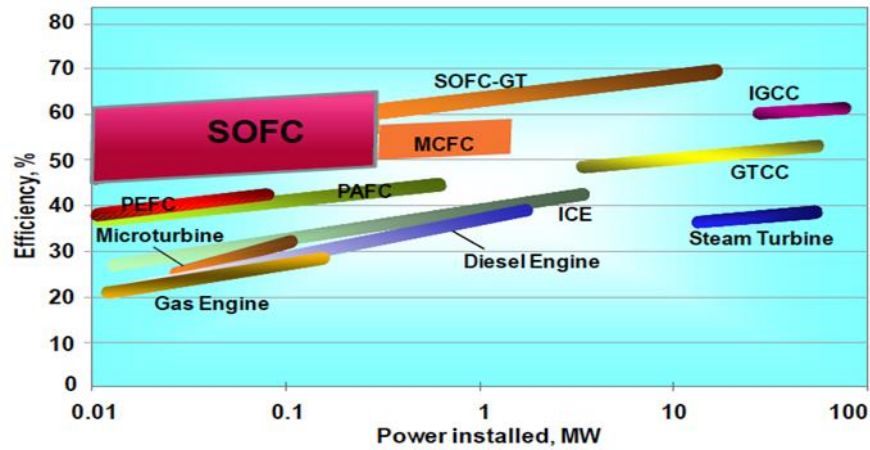 80
70
60
50
40
30
20
10
0
Efficiency, %
SOFC-GT
IGCC
SOFC
MCFC
GTCC
PEFC
PAFC
ICE
Microturbine
Steam Turbine
Diesel Engine
Gas Engine
0.01
0.1
1
10
100
Power installed, MW